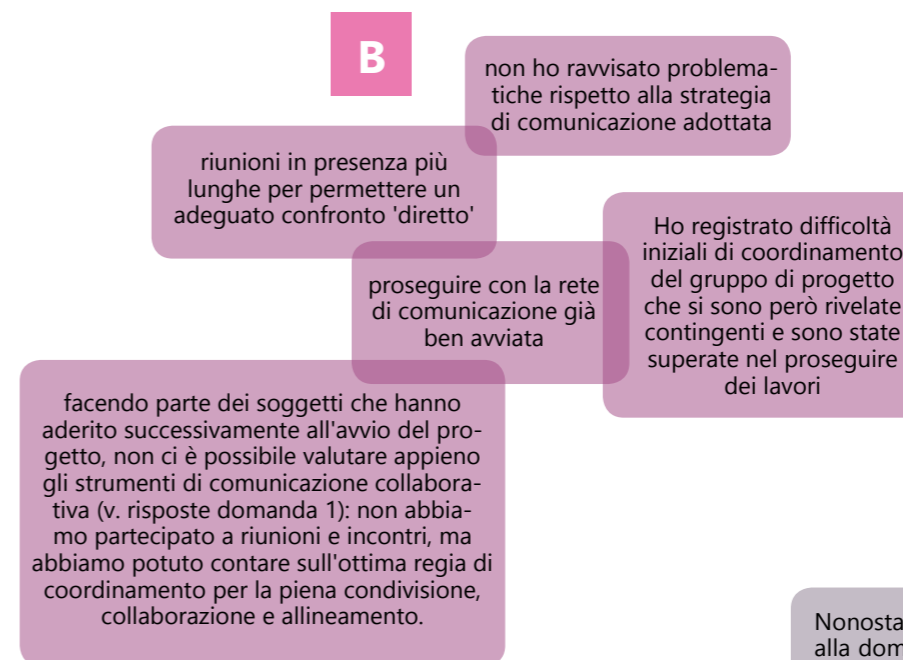 B
non ho ravvisato problema-
tiche rispetto alla strategia
di comunicazione adottata
riunioni in presenza più
lunghe per permettere un
adeguato confronto 'diretto'
Ho registrato difficoltà
iniziali di coordinamento
del gruppo di progetto
che si sono però rivelate
contingenti e sono state
superate nel proseguire
dei lavori
proseguire con la rete
di comunicazione già
ben avviata
facendo parte dei soggetti che hanno
aderito successivamente all'avvio del pro-
getto, non ci è possibile valutare appieno
gli strumenti di comunicazione collabora-
tiva (v. risposte domanda 1): non abbia-
mo partecipato a riunioni e incontri, ma
abbiamo potuto contare sull'ottima regia di
coordinamento per la piena condivisione,
collaborazione e allineamento.
Nonosta
alla dom